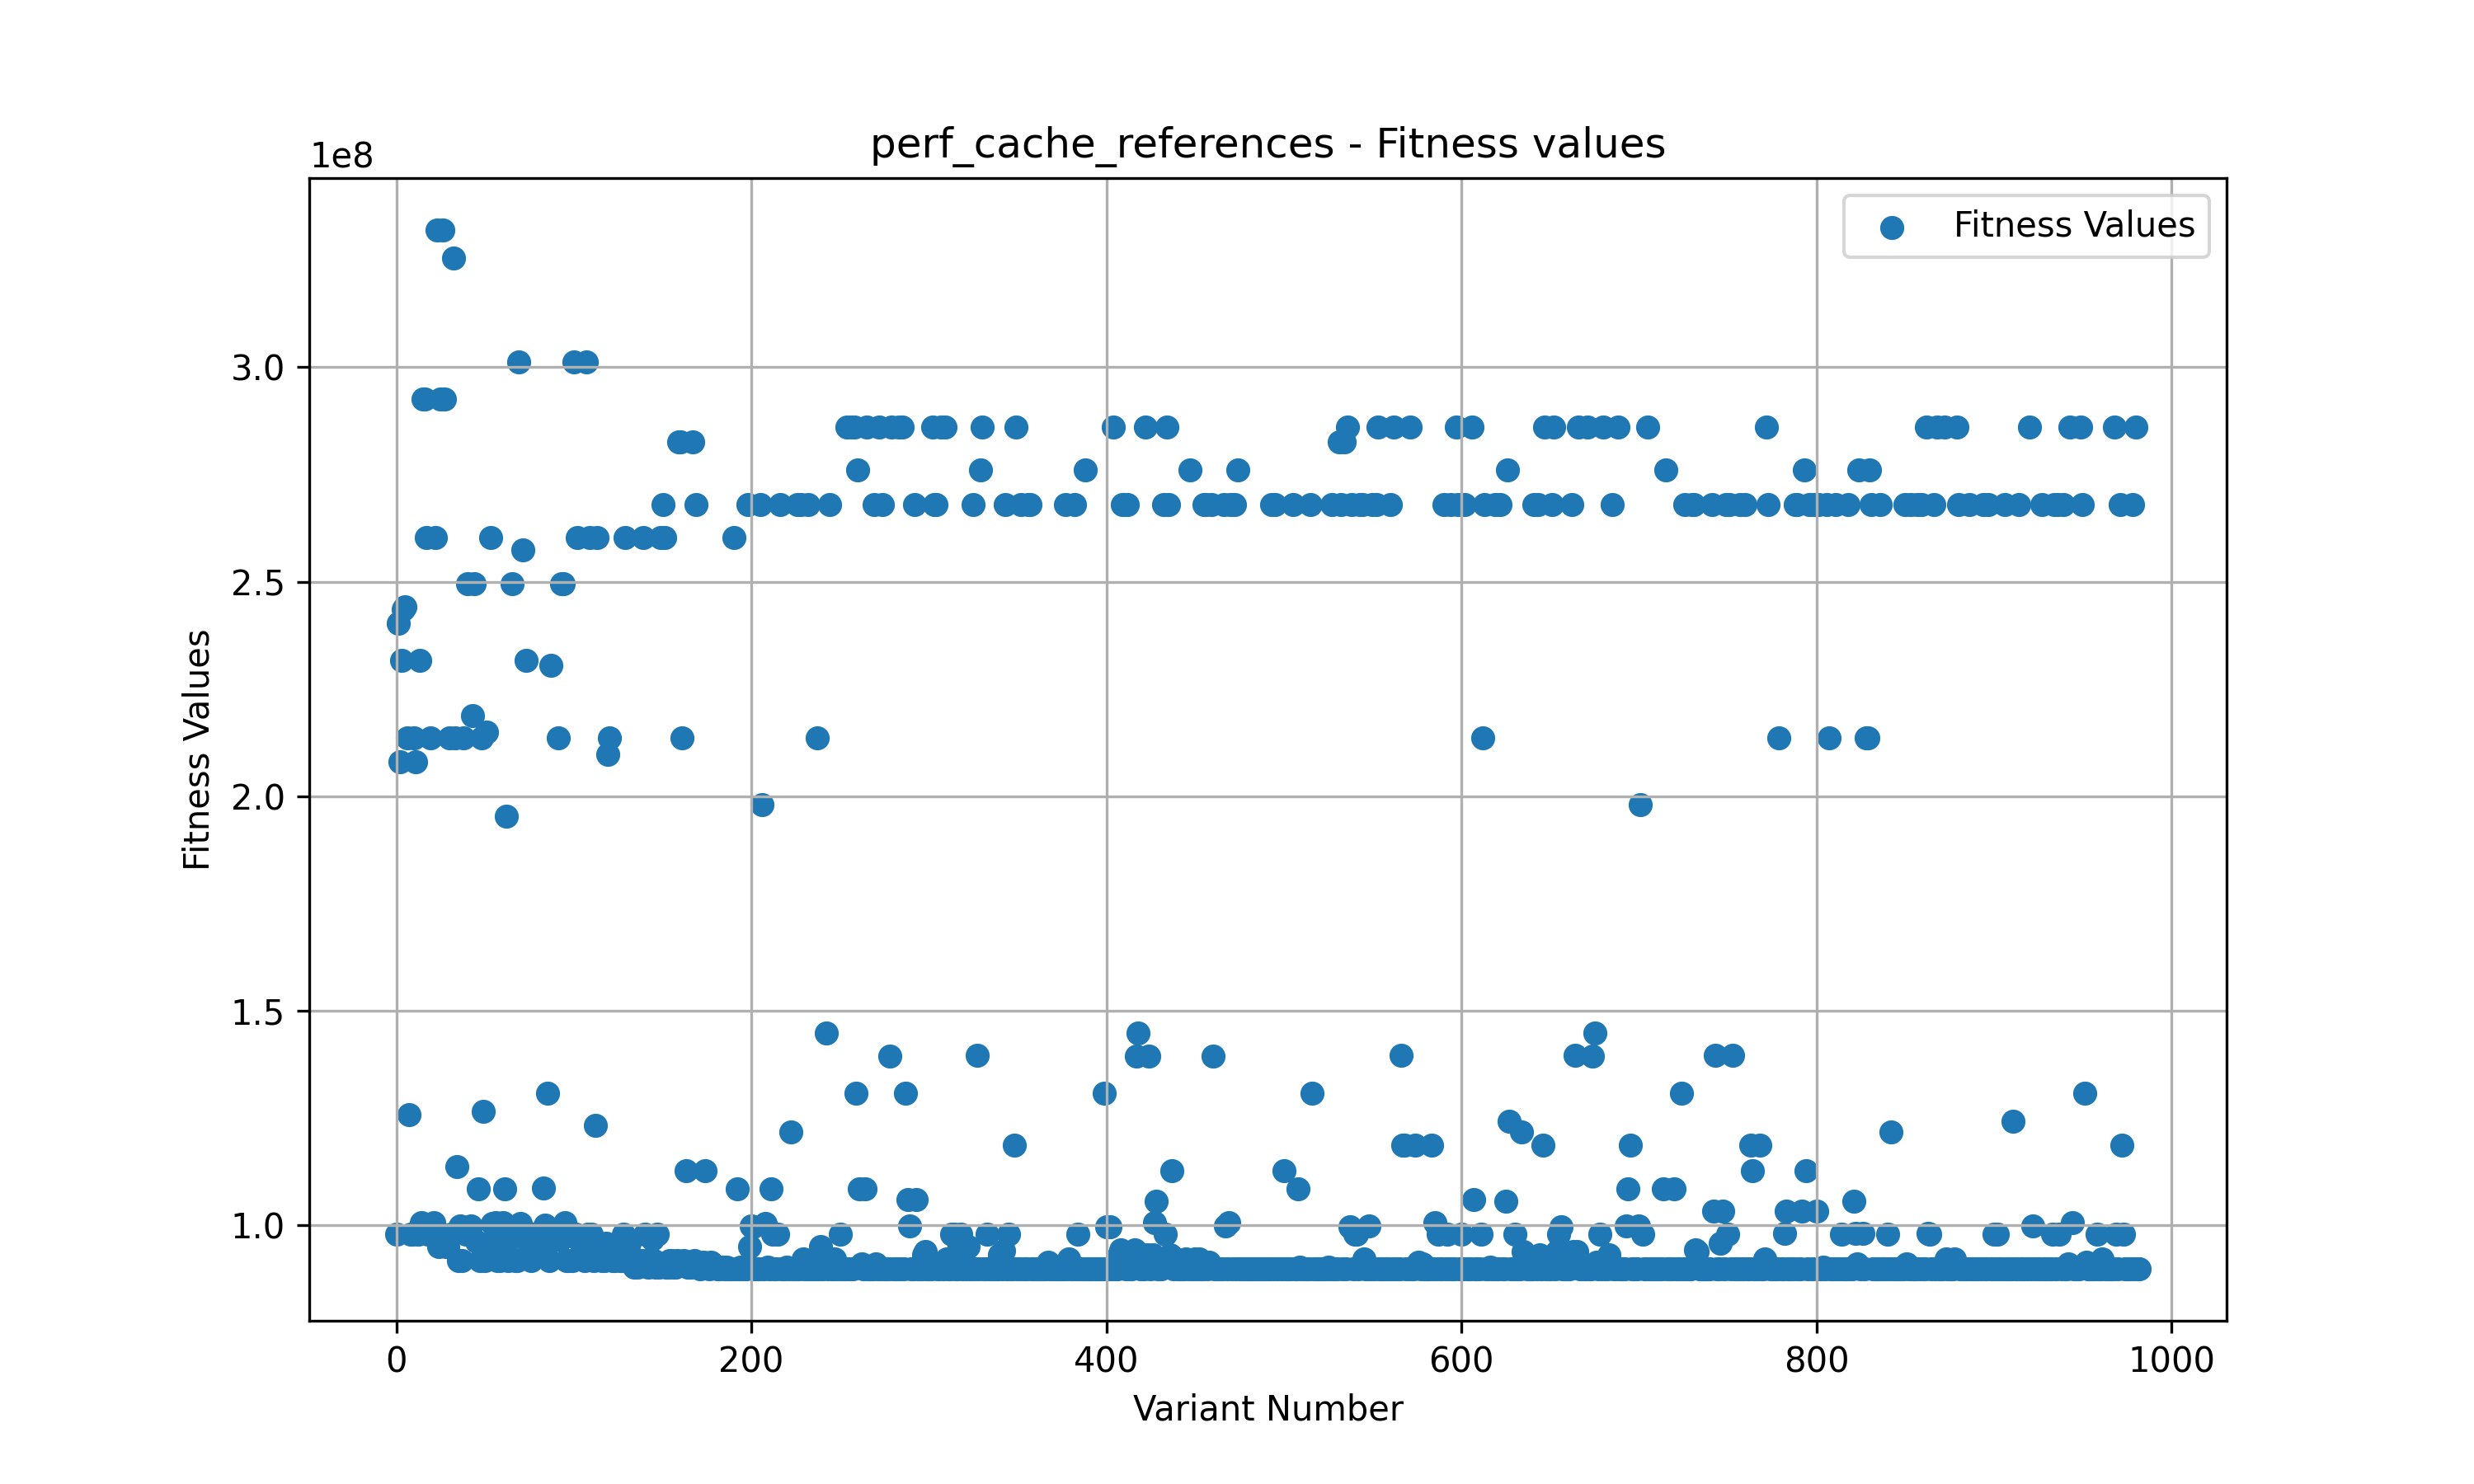 perf_cache_references - Fitness values
1e8
Fitness Values
3.0
2.5
2.0
1.5
1.0
Fitness Values
0
200
400
600
800
1000
Variant Number